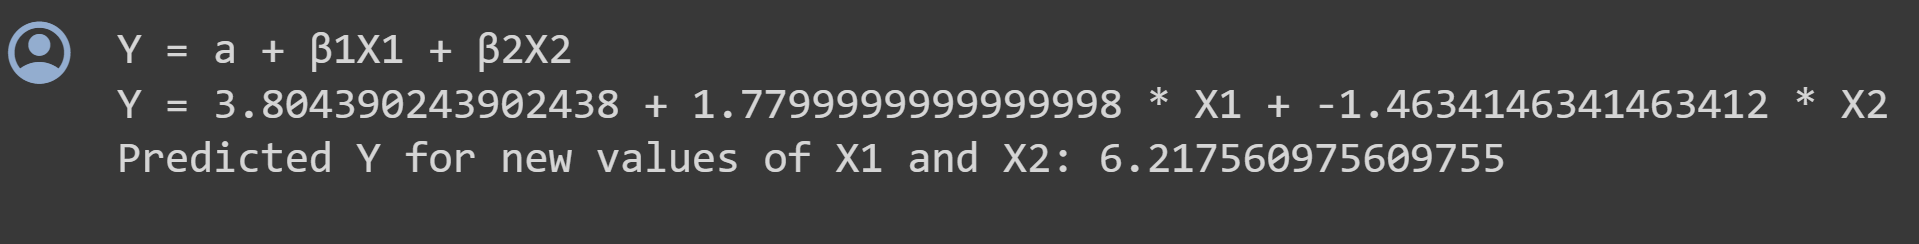 Y = a + β1X1 + β2X2
Y = 3.804390243902438 + 1.7799999999999998 * X1 + -1.4634146341463412 * X2
Predicted Y for new values of X1 and X2: 6.217560975609755